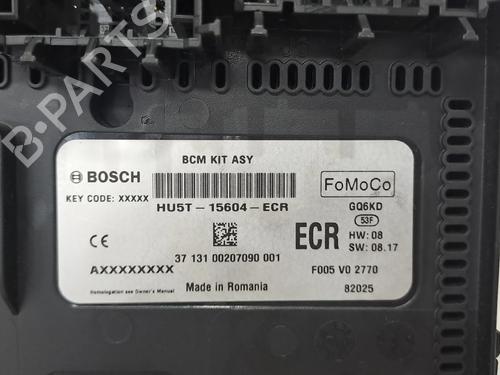 B-PARTS
BCM KIT ASY
BOSCH
FoMoCo
KEY CODE: XXXXX
HU5T-15604-ECR
GQ6KD
53F
ECR
HW: 08
SW: 08.17
CE
37 131 00207090 001
AXXXXXXXXX
F005 V0 2770
Homologation see Owner's Manual
Made in Romania
82025